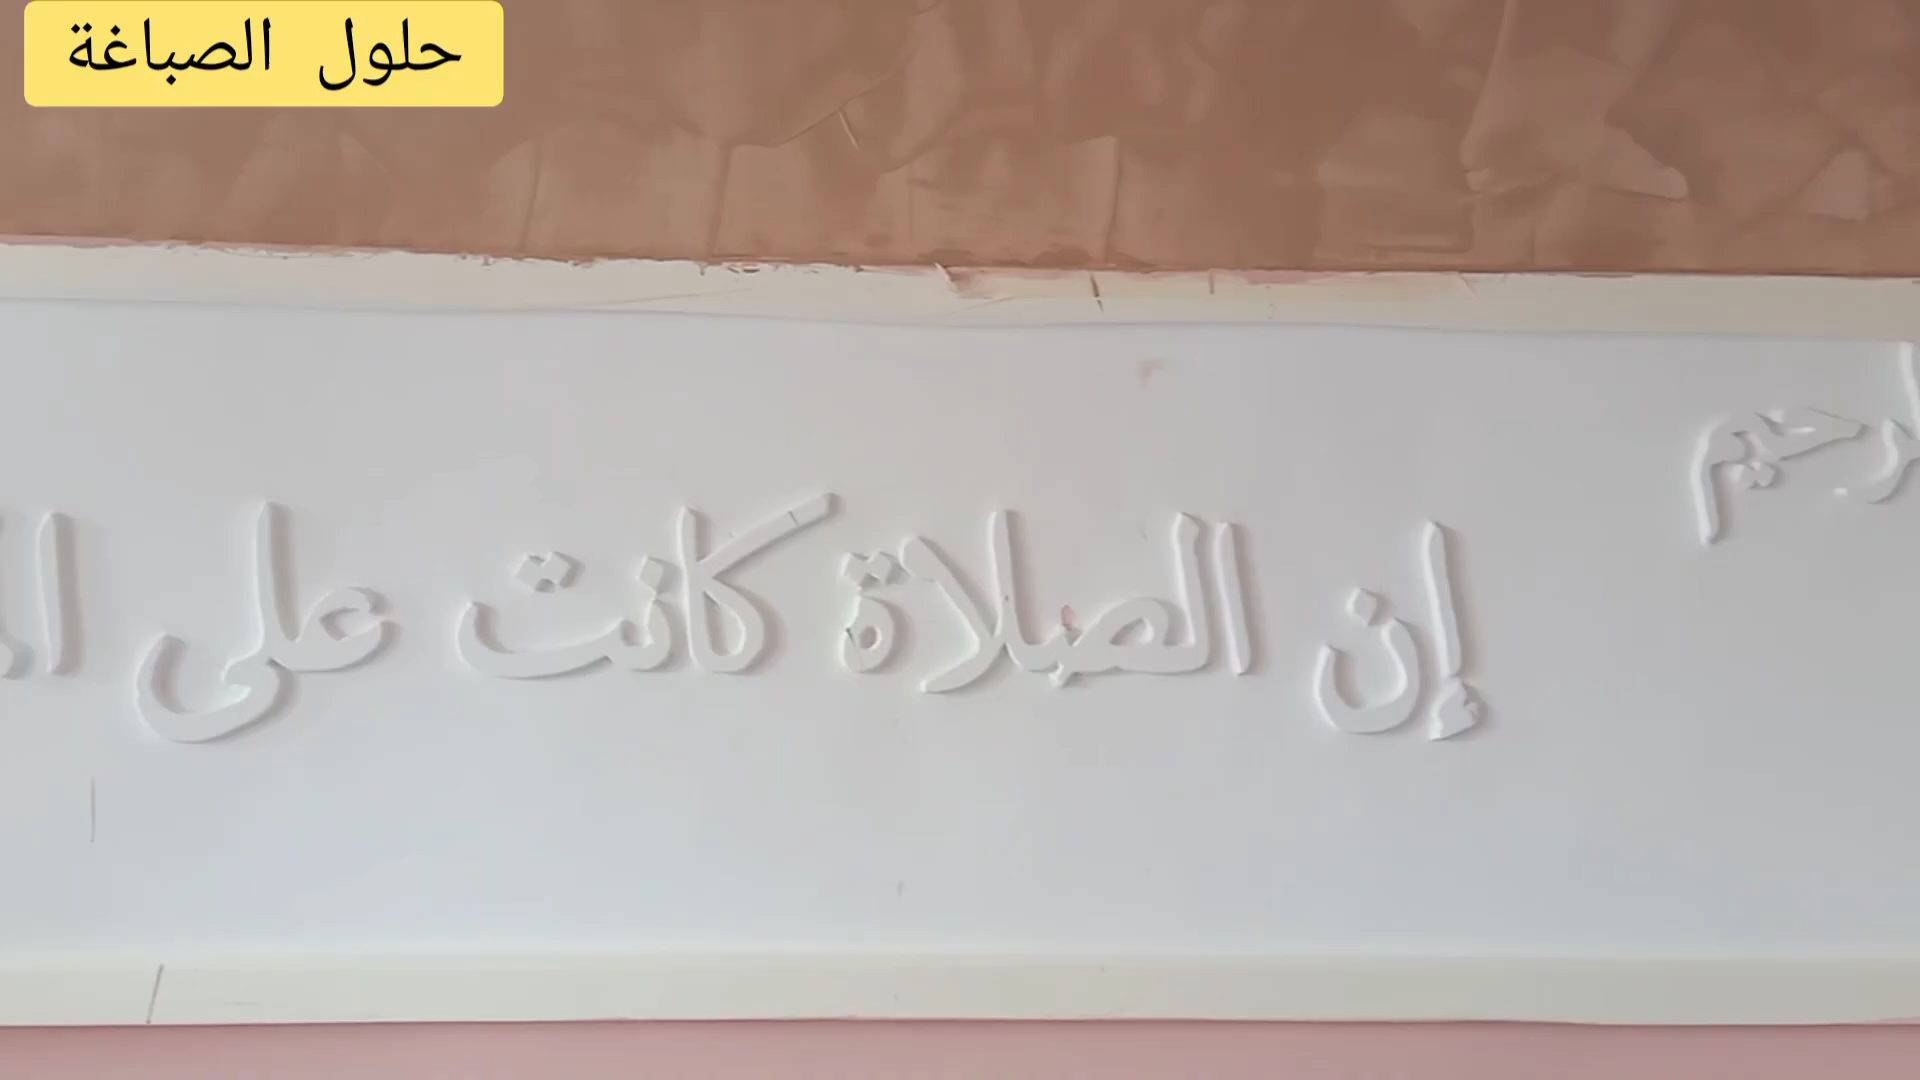 حلول الصباغة
الرحيم
إن الصلاة كانت على